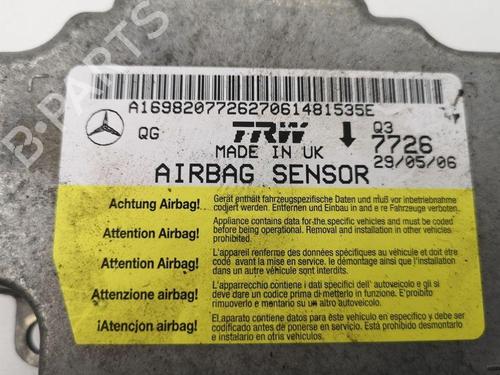 B-PARTS
A1698207726270614815​35E
QG
TRW
Q3
7726
MADE IN UK
29/05/06
AIRBAG SENSOR
Achtung Airbag!
Gerät enthält fahrzeugspezifische Daten und muß vor inbetriebnahme
codjert werden. Entfernen und Einbau in and re Fahrzeuge verboten.
Attention Airbag!
Appliance contains data for the specific vehicles and must be coded
before being operational. Removal and installation in other vehicles
prohibited.
Attention Airbag!
L'appareil renferme des données spécifiques au véhicule et doit être
codé avant la mise en service. le démontage ainsi que l'installation
dans un autre véhicule sont interdits.
Attenzione airbag!
L'apparecchio contiene i dati specifici dell' autoveicolo e gli si
deve dare un codice prima di metterlo in funzione. E'proibito
rimuoverlo e montarlo su altro autoveicolo.
¡Atencjon airbag!
El aparato contiene datos en especifico y debe ser
codificado antes de ponerse en servicio. Está prohibido desmontarlo
e instalarlo en otros vehículos.